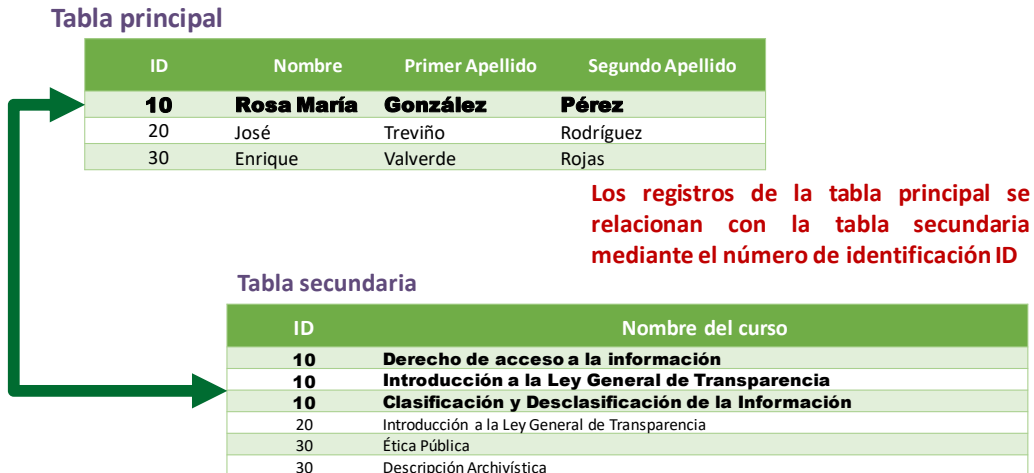 Tabla principal
ID Nombre Primer Apellido Segundo Apellido
10 Rosa María González Pérez
20 José Treviño Rodríguez
30 Enrique Valverde Rojas
Los registros de la tabla principal se
relacionan con la tabla secundaria
mediante el número de identificación ID
Tabla secundaria
ID Nombre del curso
10 Derecho de acceso a la información
10 Introducción a la Ley General de Transparencia
10 Clasificación y Desclasificación de la Información
20 Introducción a la Ley General de Transparencia
30 Ética Pública
30 Descripción Archivística